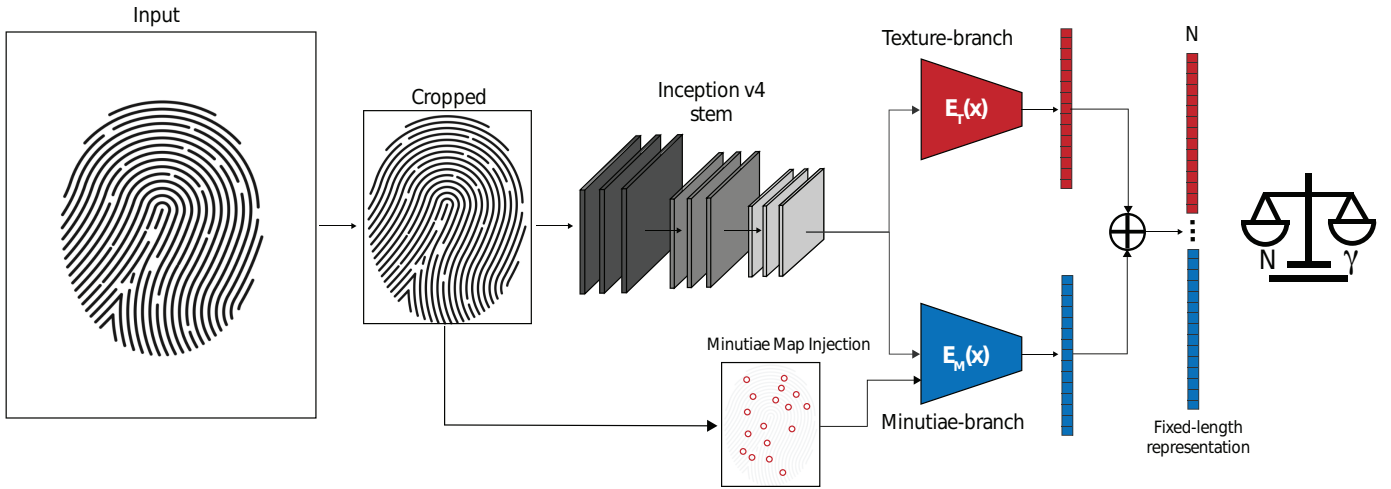 Input
Cropped
Inception v4
stem
Texture-branch
E_T(x)
Minutiae Map Injection
E_M(x)
Minutiae-branch
N
Fixed-length
representation
N
γ